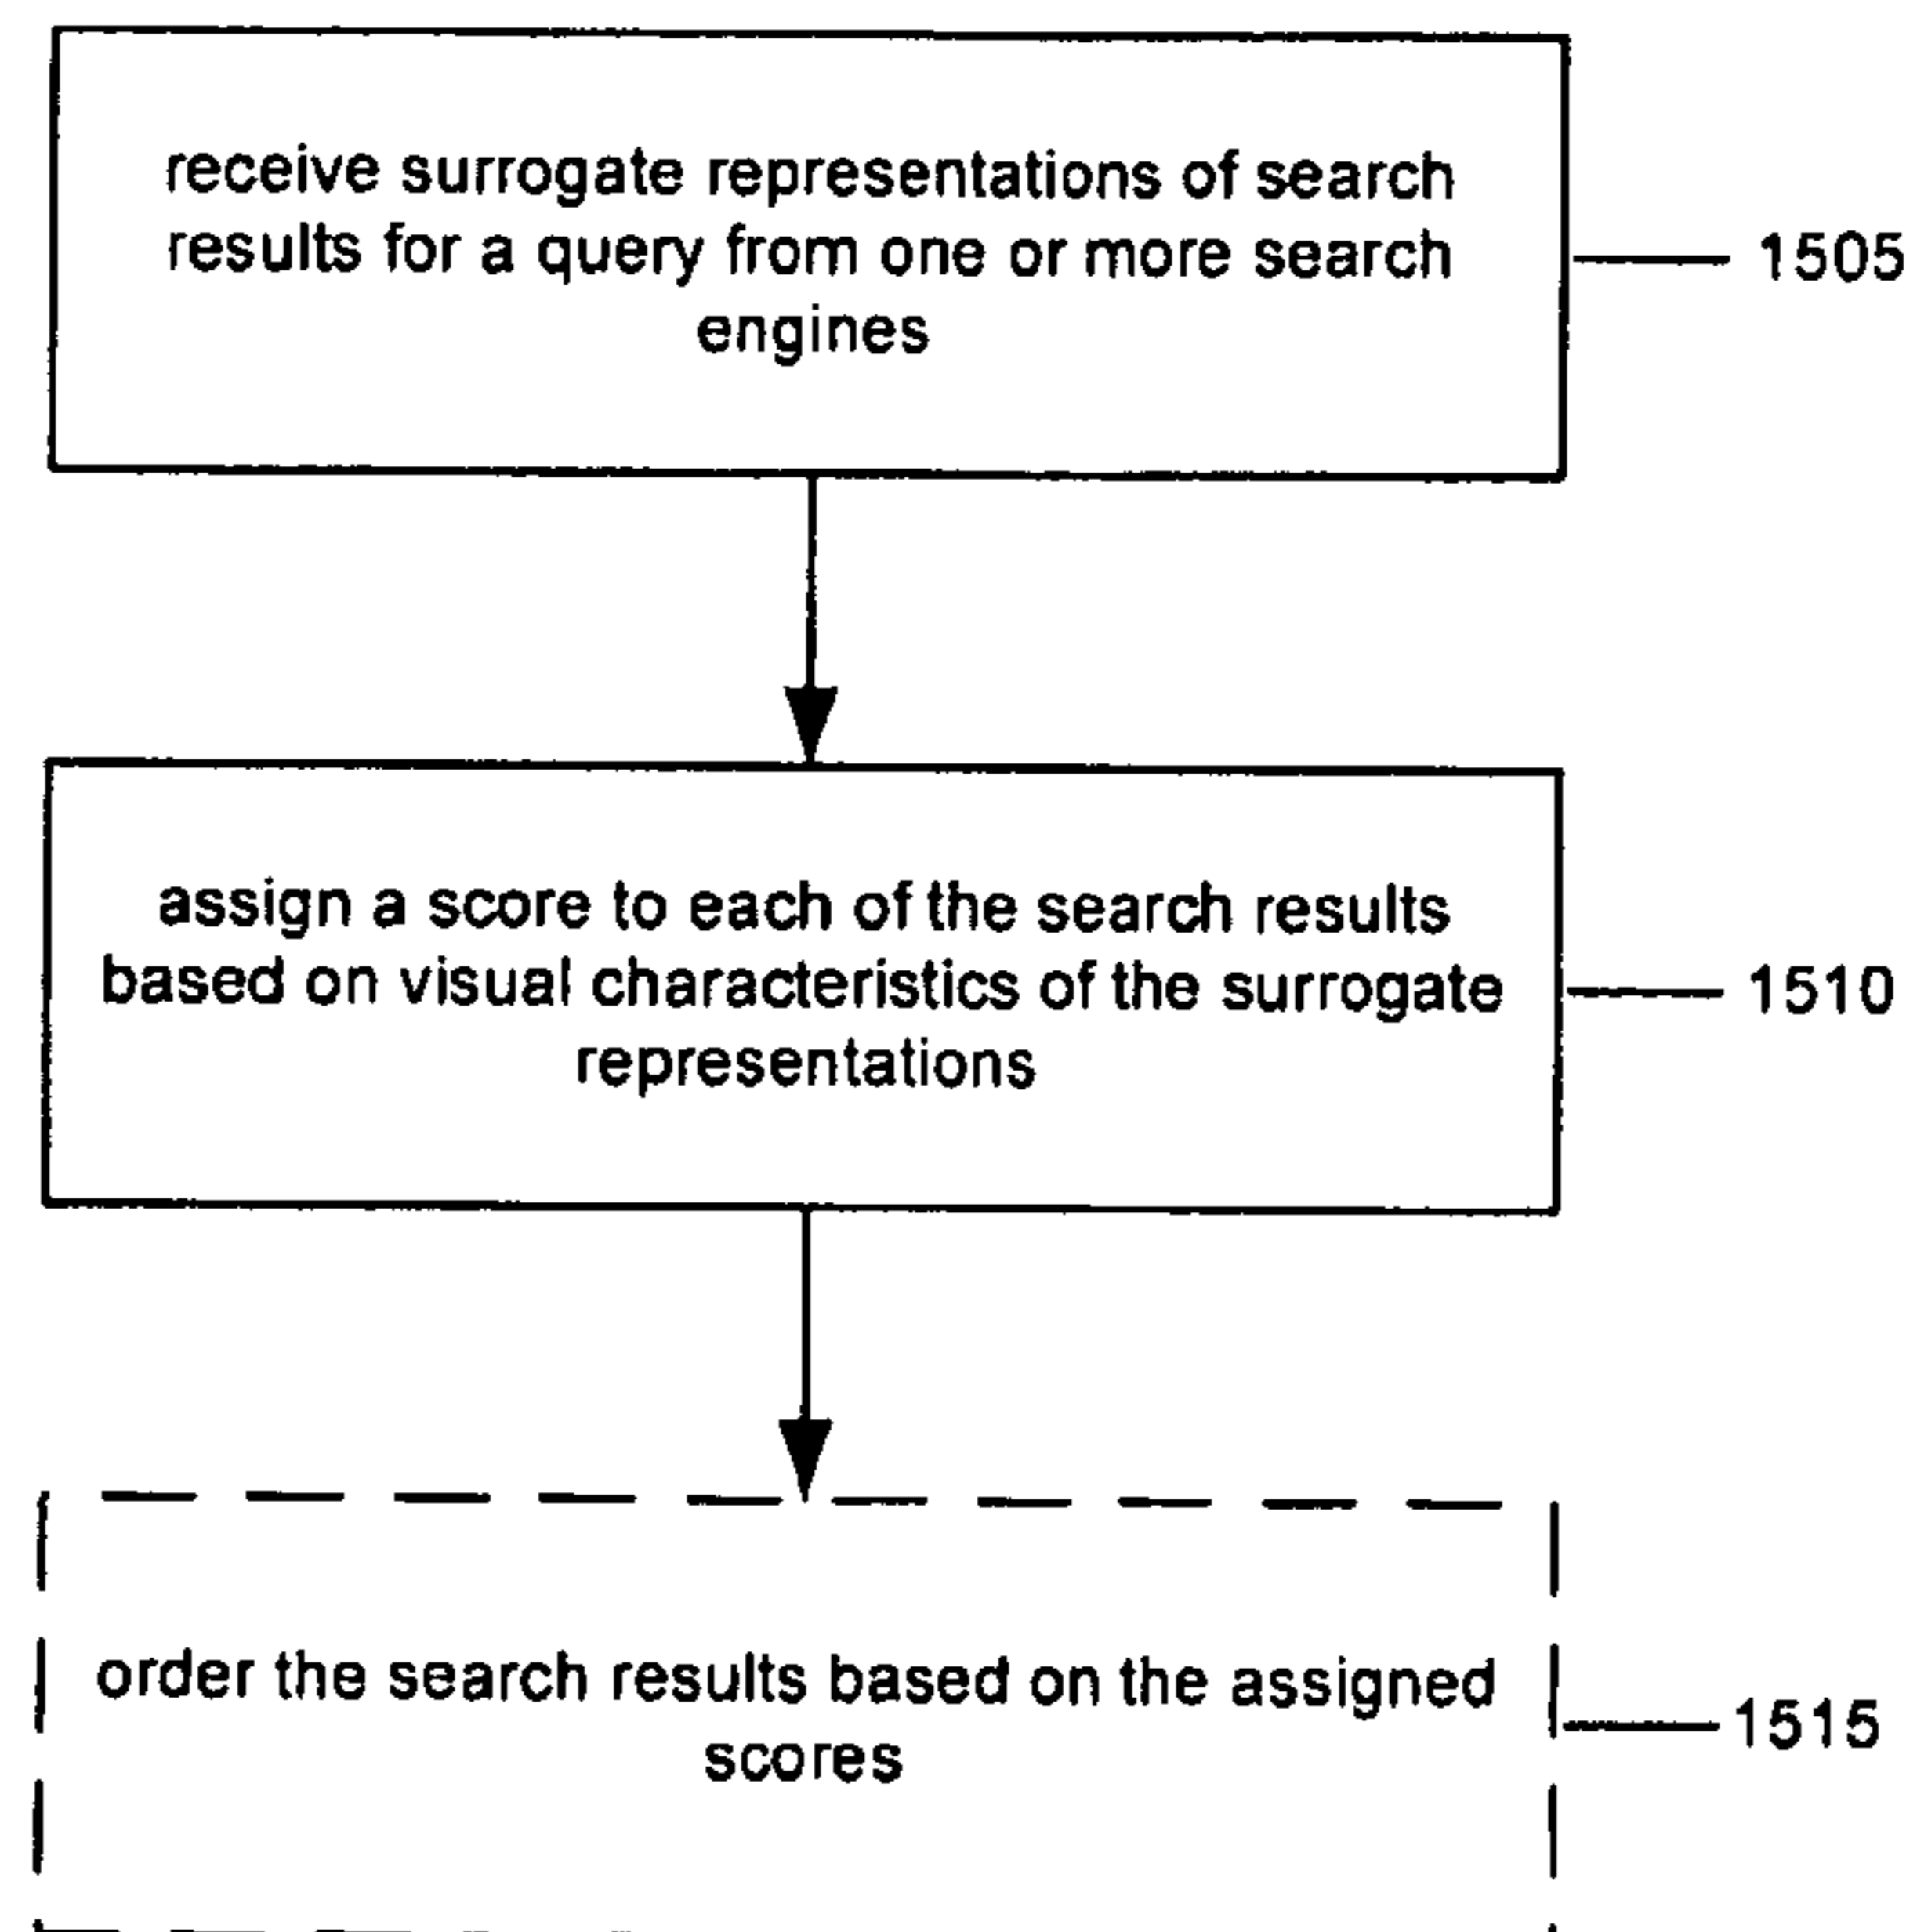 receive surrogate representations of search
results for a query from one or more search
engines
1505
assign a score to each of the search results
based on visual characteristics of the surrogate
representations
1510
order the search results based on the assigned
scores
1515